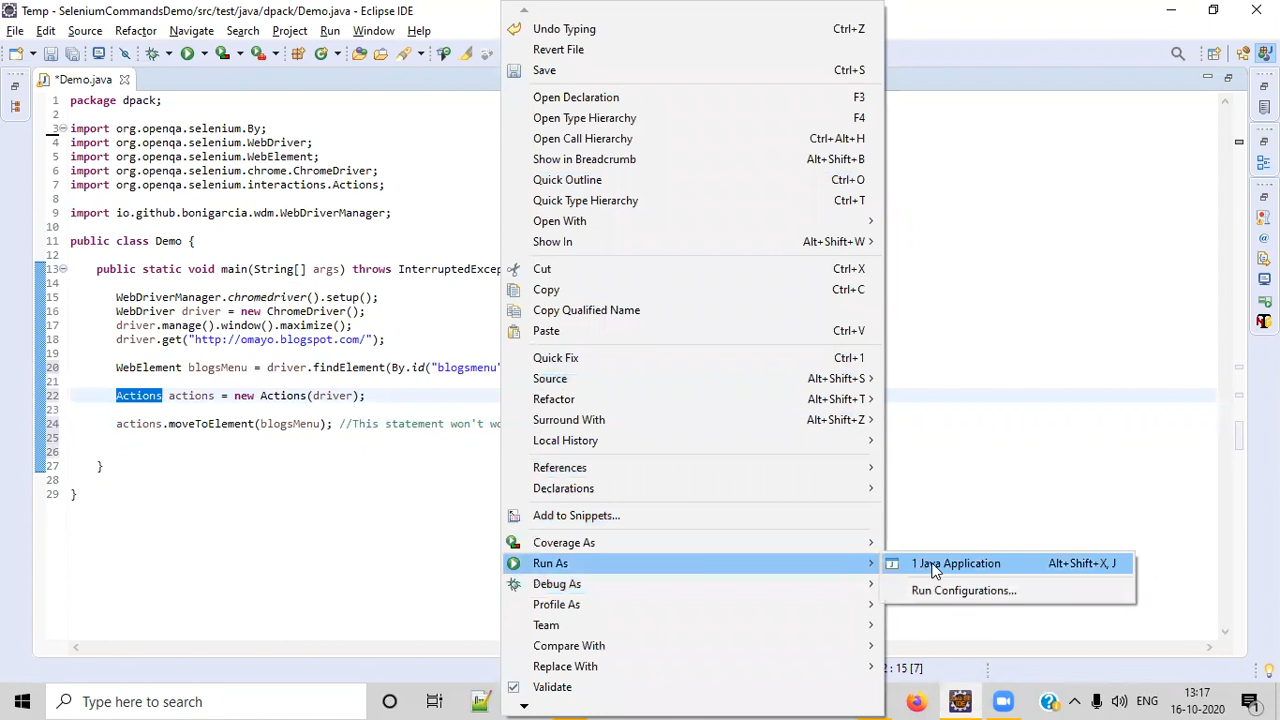 Temp - SeleniumCommandsDemo/src/test/java/dpack/Demo.java - Eclipse IDE
File Edit Source Refactor Navigate Search Project Run Window Help
*Demo.java
1 package dpack;
2
3 import org.openqa.selenium.By;
4 import org.openqa.selenium.WebDriver;
5 import org.openqa.selenium.WebElement;
6 import org.openqa.selenium.chrome.ChromeDriver;
7 import org.openqa.selenium.interactions.Actions;
8
9 import io.github.bonigarcia.wdm.WebDriverManager;
10
11 public class Demo {
12
13 public static void main(String[] args) throws InterruptedExcep
14
15 WebDriverManager.chromedriver().setup();
16 WebDriver driver = new ChromeDriver();
17 driver.manage().window().maximize();
18 driver.get("http://omayo.blogspot.com/");
19
20 WebElement blogsMenu = driver.findElement(By.id("blogsmenu"
21
22 Actions actions = new Actions(driver);
23
24 actions.moveToElement(blogsMenu); //This statement won't wo
25
26
27 }
28
29 }
Undo Typing Ctrl+Z
Revert File
Save Ctrl+S
Open Declaration F3
Open Type Hierarchy F4
Open Call Hierarchy Ctrl+Alt+H
Show in Breadcrumb Alt+Shift+B
Quick Outline Ctrl+O
Quick Type Hierarchy Ctrl+T
Open With
Show In Alt+Shift+W
Cut Ctrl+X
Copy Ctrl+C
Copy Qualified Name
Paste Ctrl+V
Quick Fix Ctrl+1
Source Alt+Shift+S
Refactor Alt+Shift+T
Surround With Alt+Shift+Z
Local History
References
Declarations
Add to Snippets...
Coverage As
Run As
Debug As
Profile As
Team
Compare With
Replace With
Validate
1 Java Application Alt+Shift+X, J
Run Configurations...
: 15 [7]
Type here to search
ENG
13:17
16-10-2020